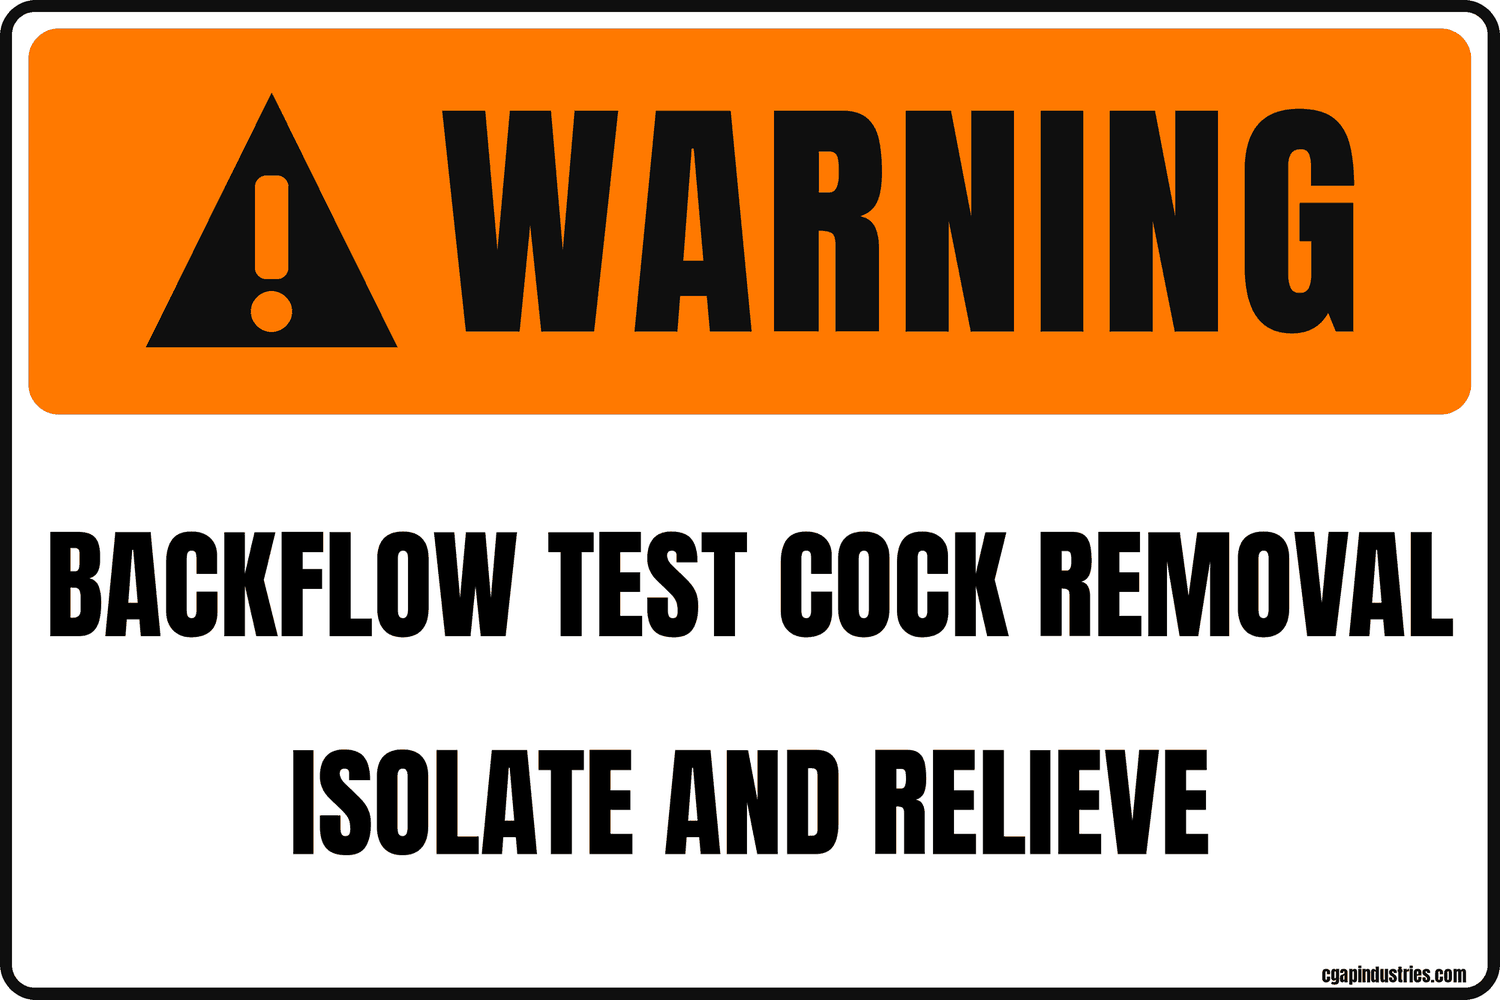 WARNING
BACKFLOW TEST COCK REMOVAL
ISOLATE AND RELIEVE
cgapindustries.com